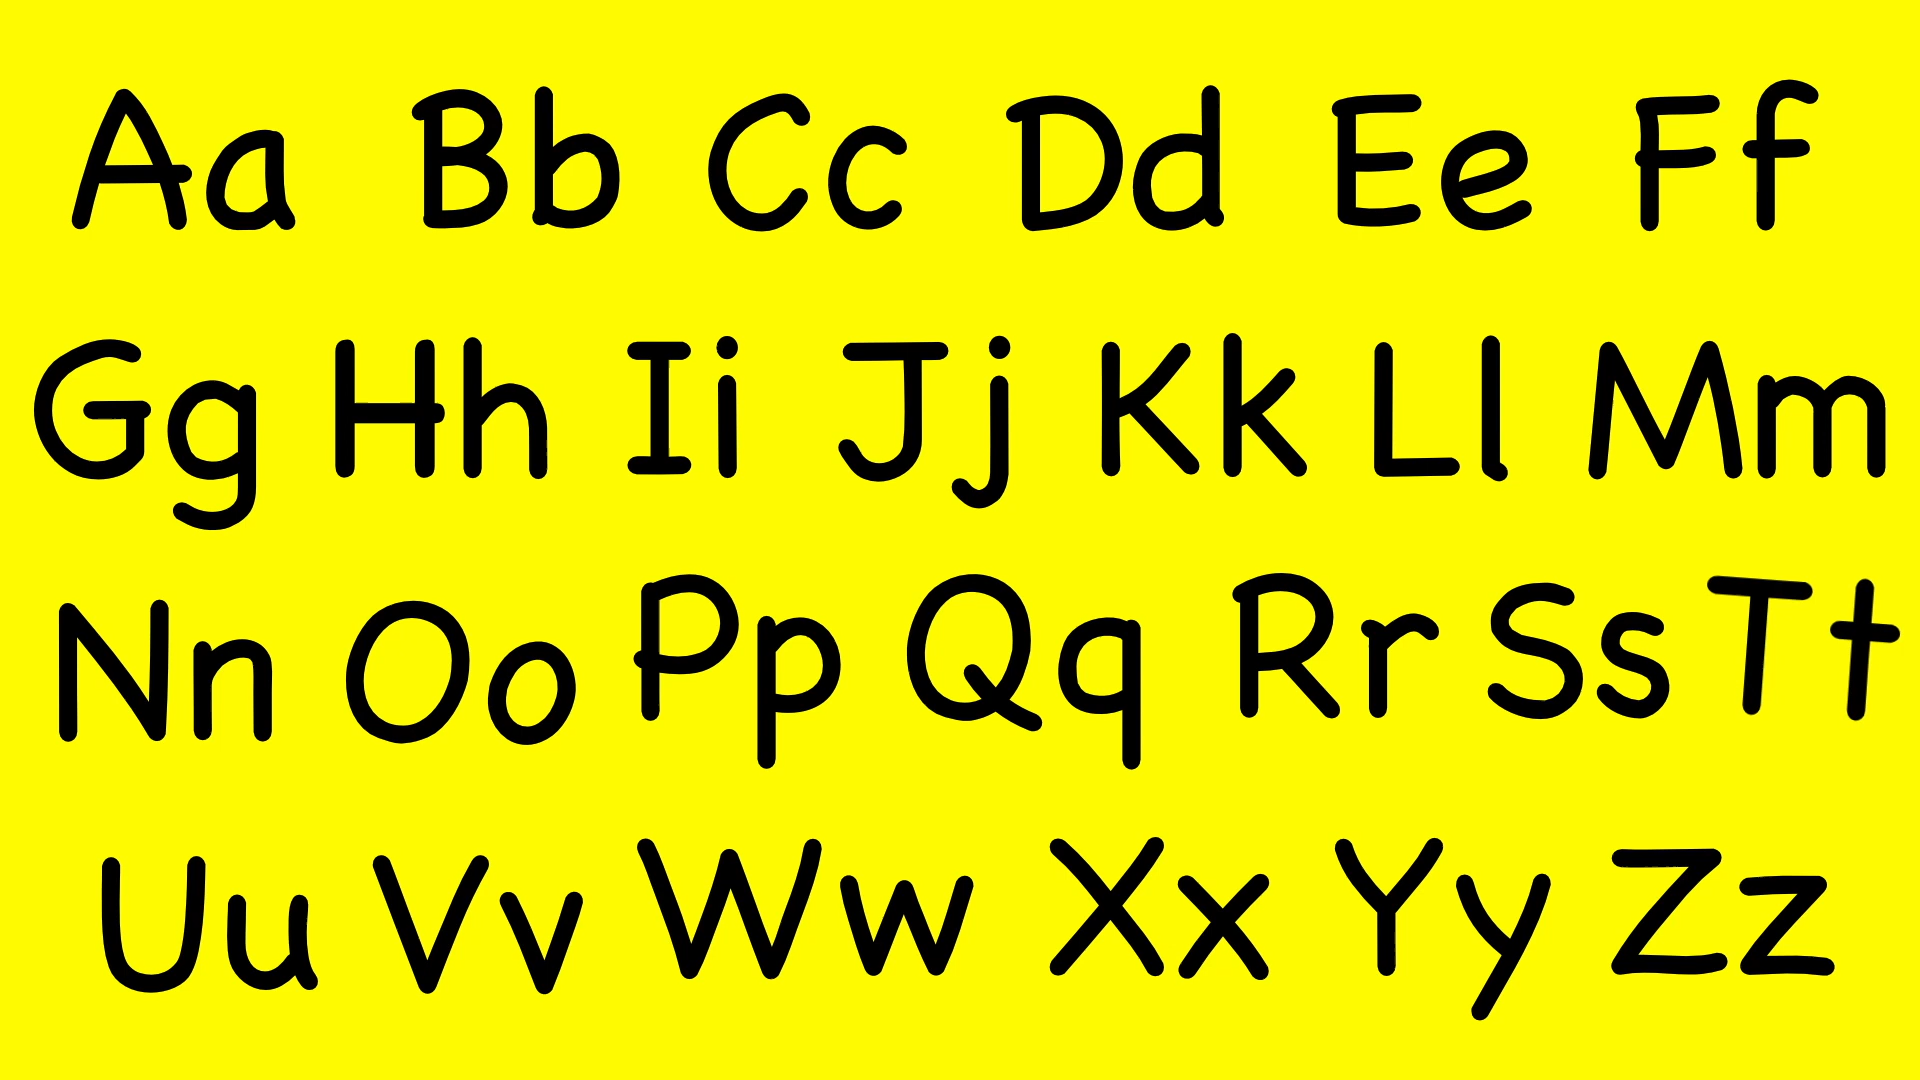 Aa Bb Cc Dd Ee Ff
Gg Hh Ii Jj Kk Ll Mm
Nn Oo Pp Qq Rr Ss Tt
Uu Vv Ww Xx Yy Zz